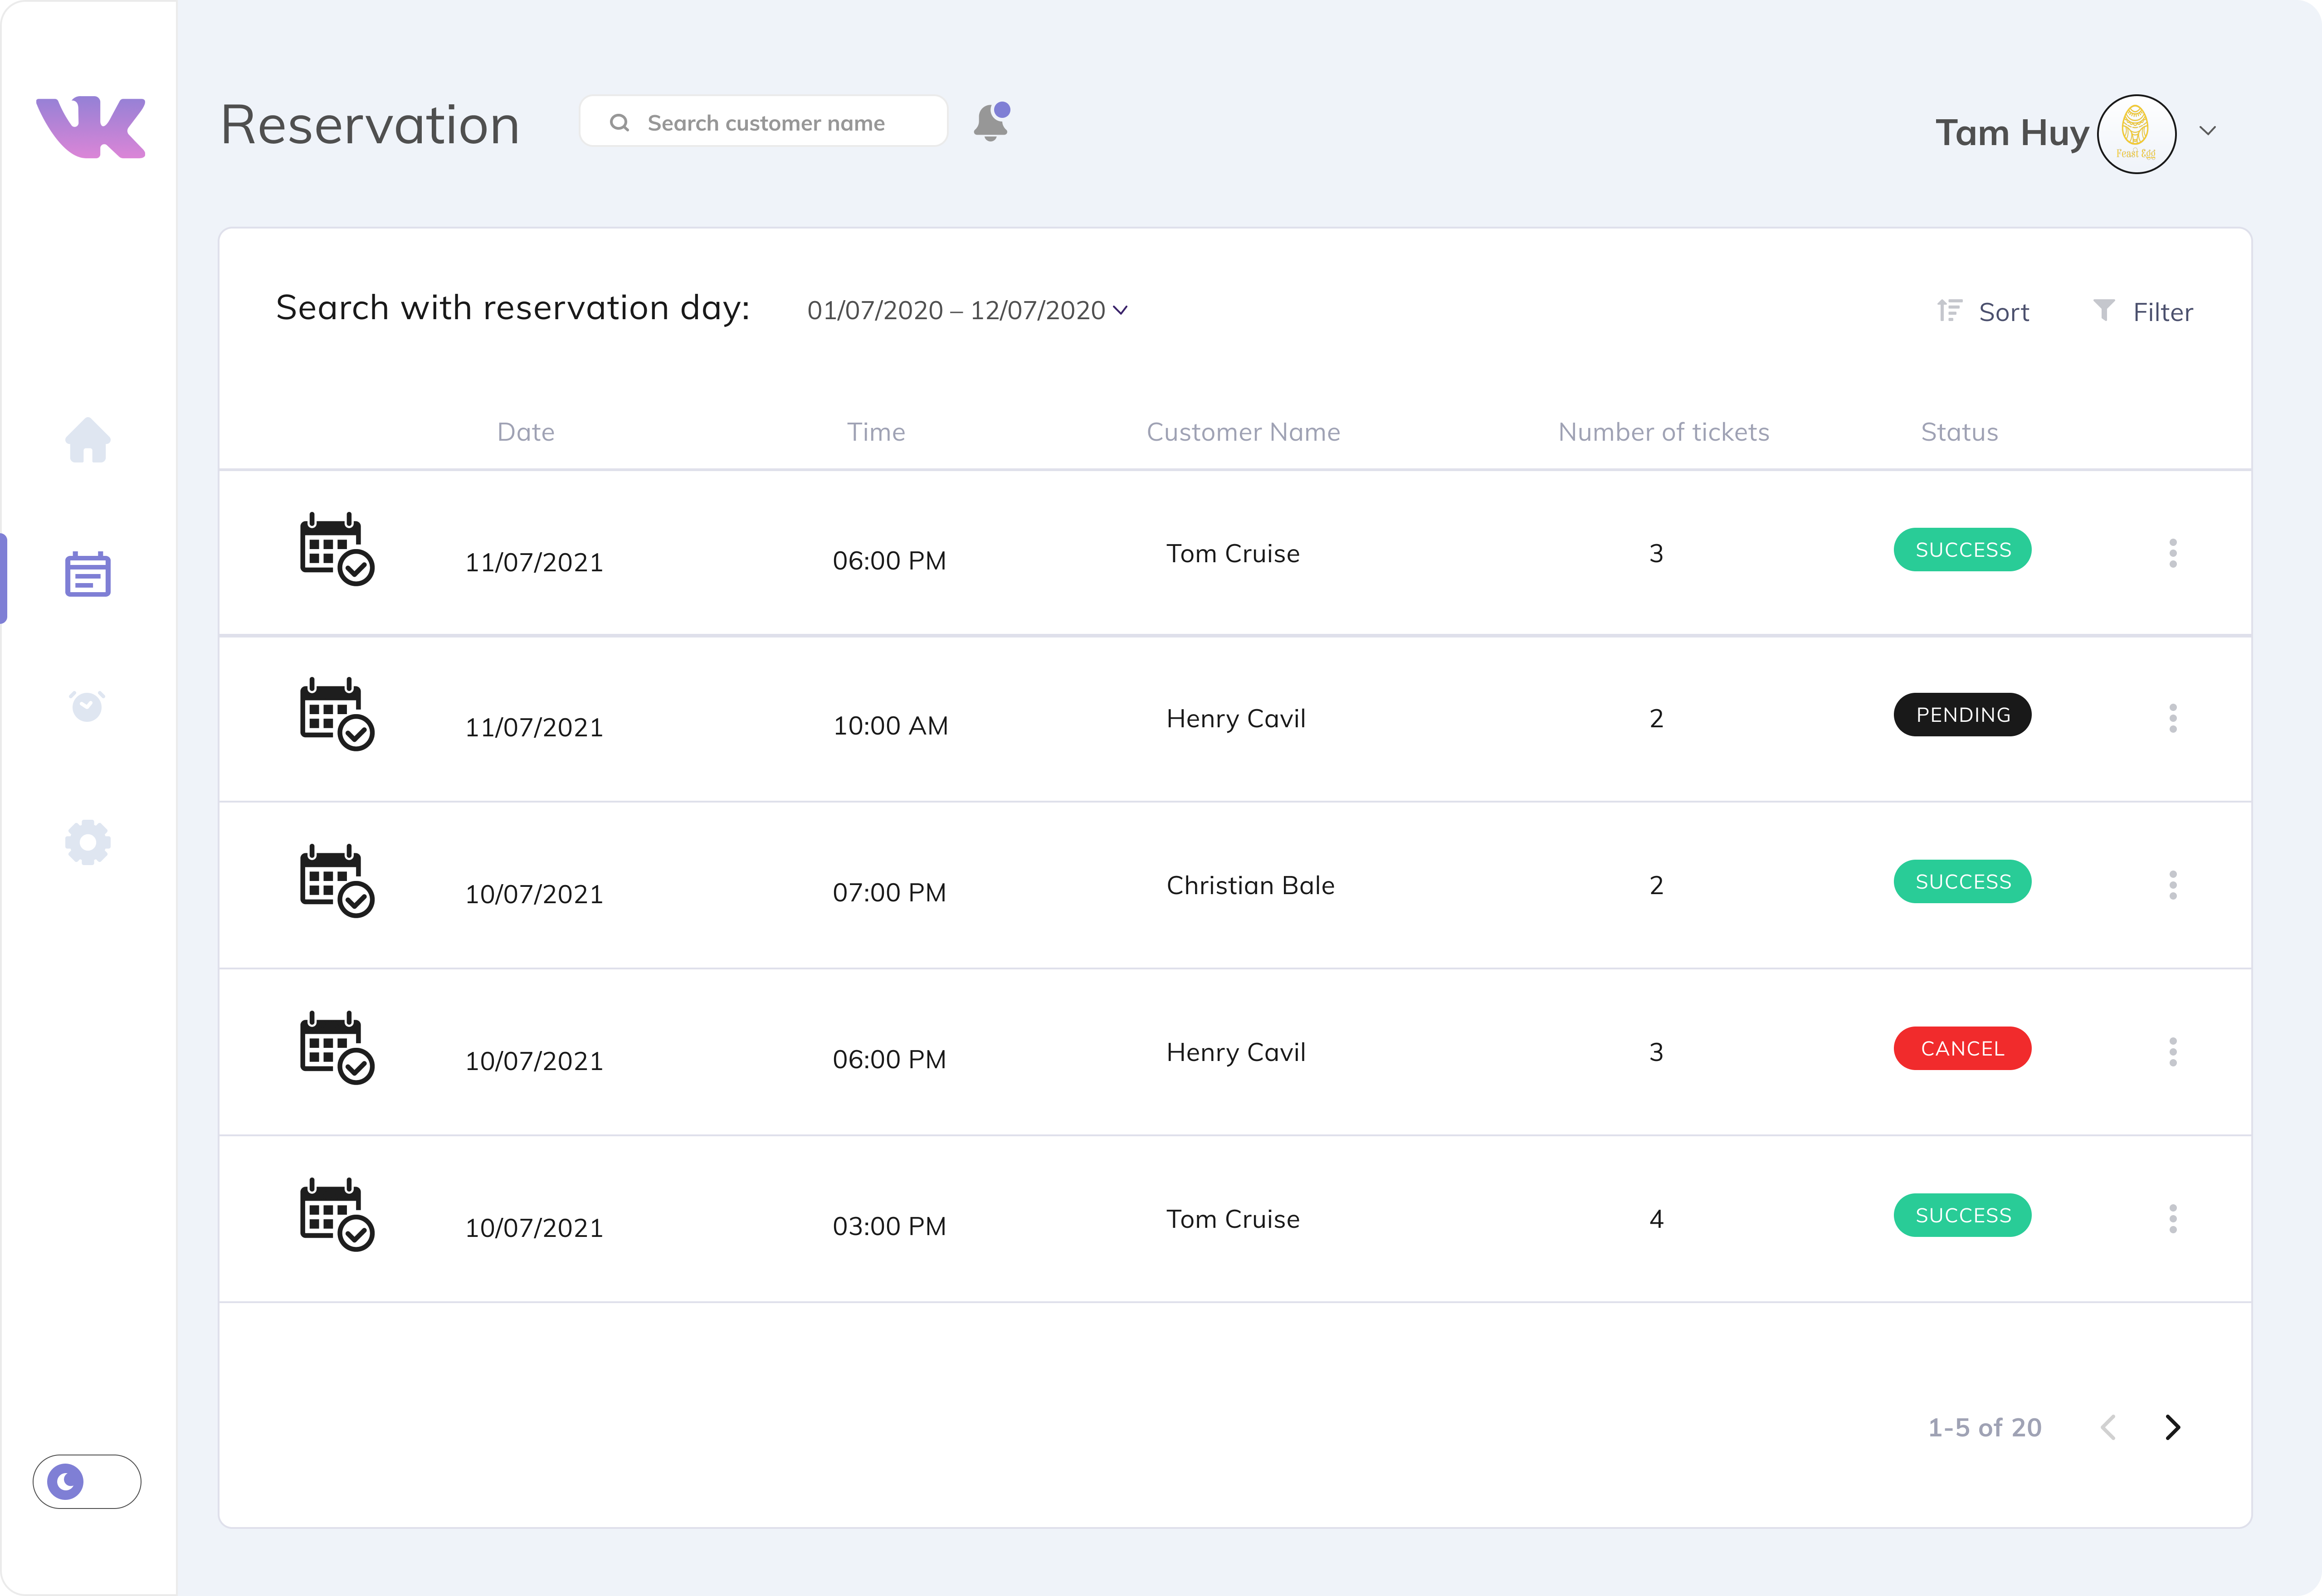 Reservation
Search customer name
Tam Huy
Feast Egg
Search with reservation day:
01/07/2020 – 12/07/2020
Sort
Filter
Date Time Customer Name Number of tickets Status
11/07/2021 06:00 PM Tom Cruise 3 SUCCESS
11/07/2021 10:00 AM Henry Cavil 2 PENDING
10/07/2021 07:00 PM Christian Bale 2 SUCCESS
10/07/2021 06:00 PM Henry Cavil 3 CANCEL
10/07/2021 03:00 PM Tom Cruise 4 SUCCESS
1-5 of 20